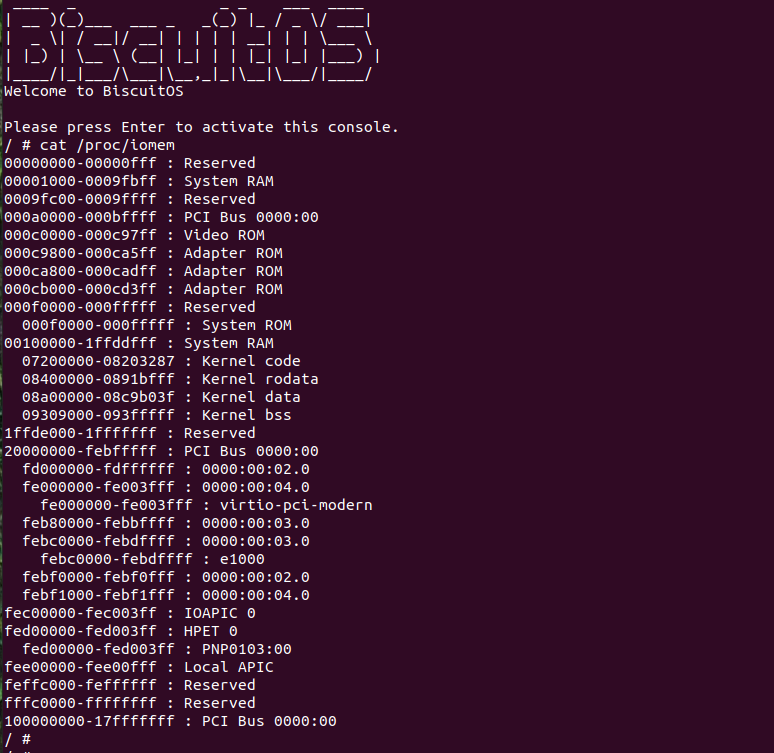 BiscuitOS
Welcome to BiscuitOS
Please press Enter to activate this console.
/ # cat /proc/iomem
00000000-00000fff : Reserved
00001000-0009fbff : System RAM
0009fc00-0009ffff : Reserved
000a0000-000bffff : PCI Bus 0000:00
000c0000-000c97ff : Video ROM
000c9800-000ca5ff : Adapter ROM
000ca800-000cadff : Adapter ROM
000cb000-000cd3ff : Adapter ROM
000f0000-000fffff : Reserved
000f0000-000fffff : System ROM
00100000-1ffddfff : System RAM
07200000-08203287 : Kernel code
08400000-0891bfff : Kernel rodata
08a00000-08c9b03f : Kernel data
09309000-093fffff : Kernel bss
1ffde000-1fffffff : Reserved
20000000-febfffff : PCI Bus 0000:00
fd000000-fdffffff : 0000:00:02.0
fe000000-fe003fff : 0000:00:04.0
fe000000-fe003fff : virtio-pci-modern
feb80000-febbffff : 0000:00:03.0
febc0000-febdffff : 0000:00:03.0
febc0000-febdffff : e1000
febf0000-febf0fff : 0000:00:02.0
febf1000-febf1fff : 0000:00:04.0
fec00000-fec003ff : IOAPIC 0
fed00000-fed003ff : HPET 0
fed00000-fed003ff : PNP0103:00
fee00000-fee00fff : Local APIC
feffc000-feffffff : Reserved
fffc0000-ffffffff : Reserved
100000000-17fffffff : PCI Bus 0000:00
/ #